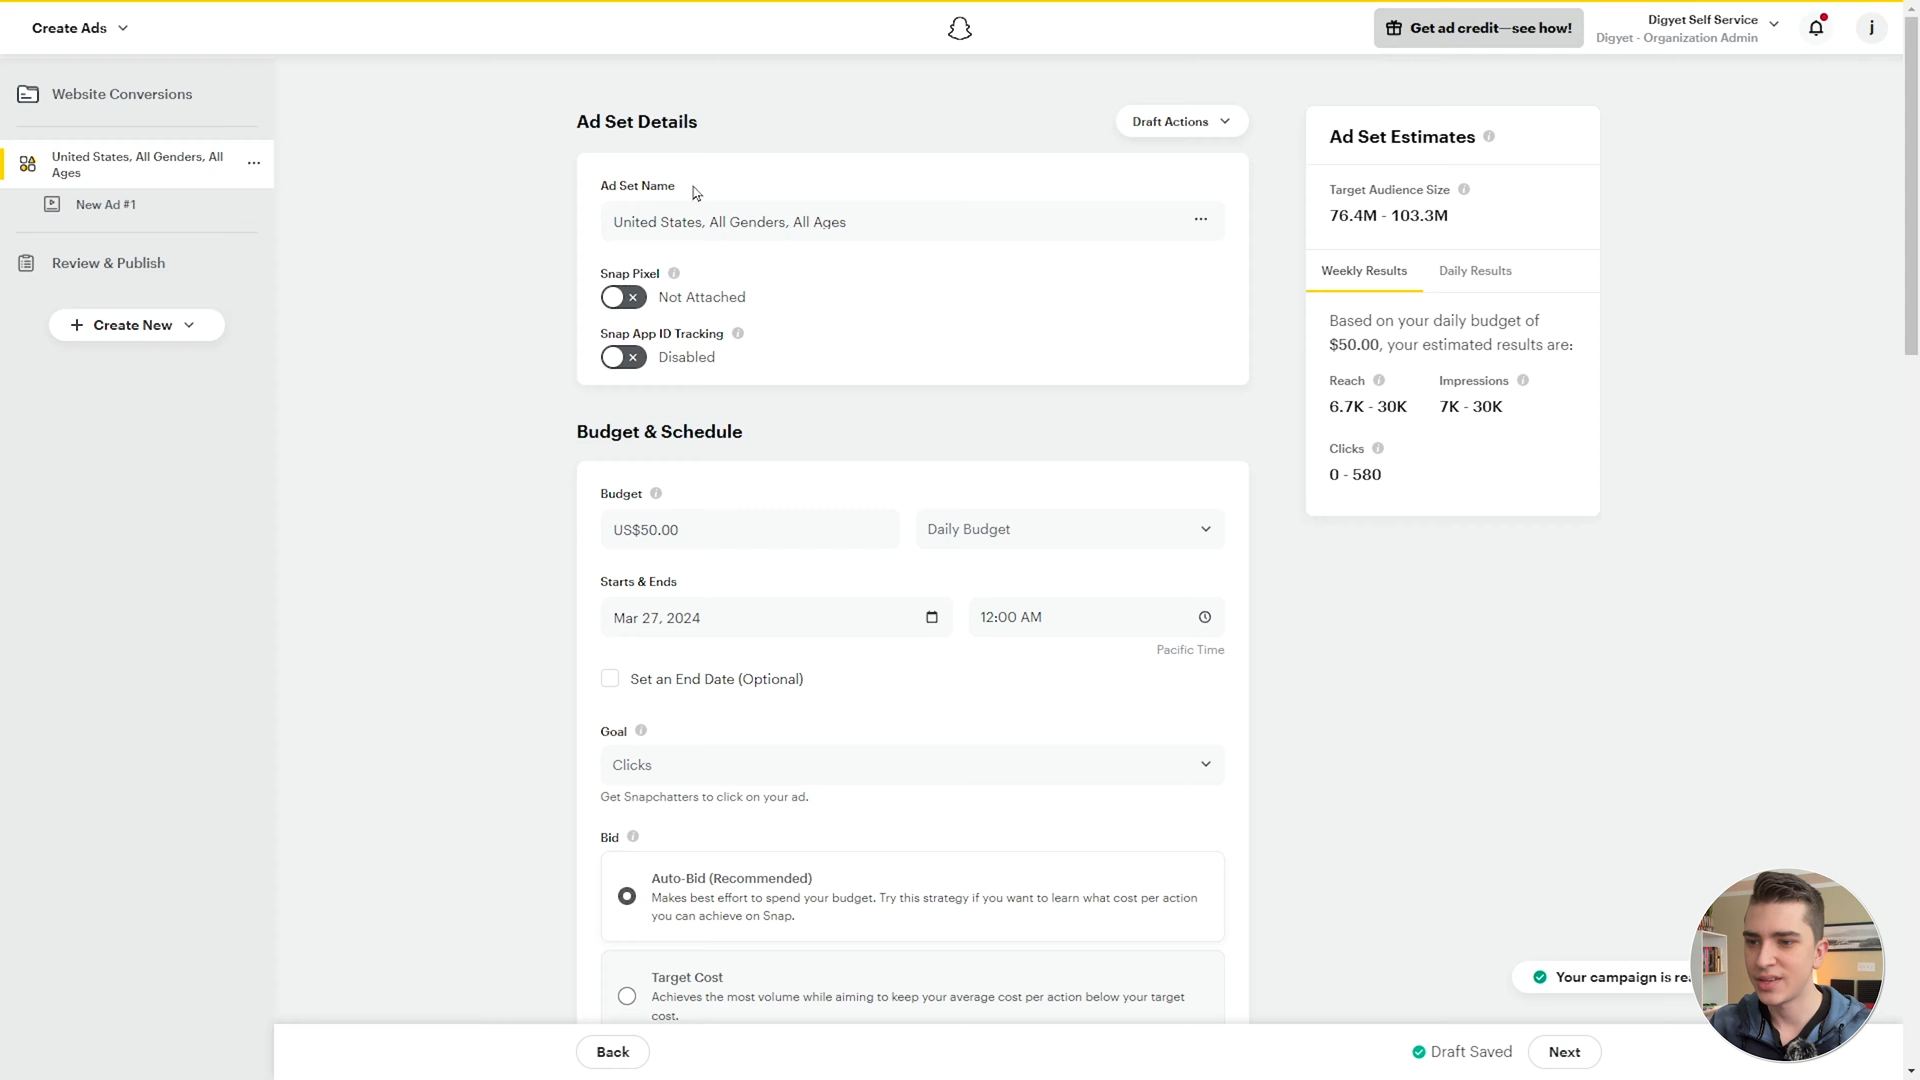 Create Ads
Get ad credit—see how!
Digyet Self Service
Digyet - Organization Admin
j
Website Conversions
United States, All Genders, All
Ages
New Ad #1
Review & Publish
+ Create New
Ad Set Details
Draft Actions
Ad Set Name
United States, All Genders, All Ages
Snap Pixel
Not Attached
Snap App ID Tracking
Disabled
Budget & Schedule
Budget
US$50.00
Daily Budget
Starts & Ends
Mar 27, 2024
12:00 AM
Pacific Time
Set an End Date (Optional)
Goal
Clicks
Get Snapchatters to click on your ad.
Bid
Auto-Bid (Recommended)
Makes best effort to spend your budget. Try this strategy if you want to learn what cost per action
you can achieve on Snap.
Target Cost
Achieves the most volume while aiming to keep your average cost per action below your target
cost.
Ad Set Estimates
Target Audience Size
76.4M - 103.3M
Weekly Results
Daily Results
Based on your daily budget of
$50.00, your estimated results are:
Reach
Impressions
6.7K - 30K
7K - 30K
Clicks
0 - 580
Your campaign is
Back
Draft Saved
Next